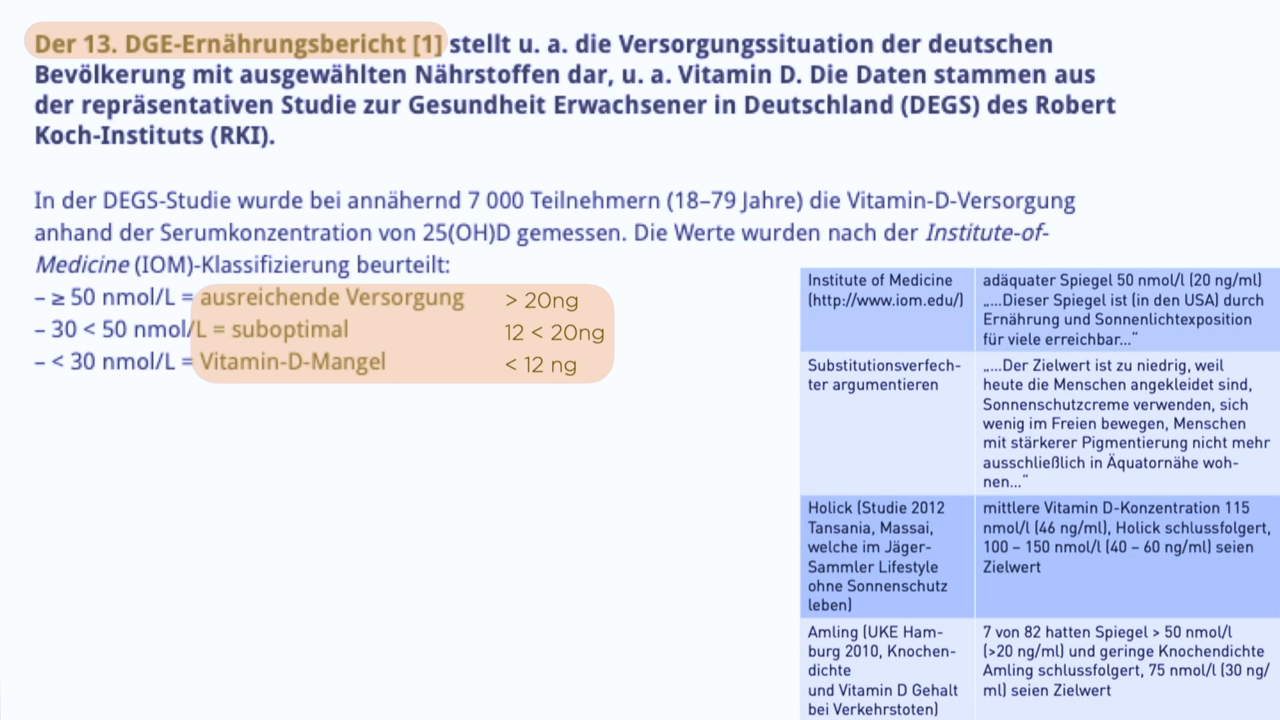 Der 13. DGE-Ernährungsbericht [1] stellt u. a. die Versorgungssituation der deutschen
Bevölkerung mit ausgewählten Nährstoffen dar, u. a. Vitamin D. Die Daten stammen aus
der repräsentativen Studie zur Gesundheit Erwachsener in Deutschland (DEGS) des Robert
Koch-Instituts (RKI).
In der DEGS-Studie wurde bei annähernd 7 000 Teilnehmern (18–79 Jahre) die Vitamin-D-Versorgung
anhand der Serumkonzentration von 25(OH)D gemessen. Die Werte wurden nach der Institute-of-
Medicine (IOM)-Klassifizierung beurteilt:
– ≥ 50 nmol/L = ausreichende Versorgung > 20ng
– 30 < 50 nmol/L = suboptimal 12 < 20ng
– < 30 nmol/L = Vitamin-D-Mangel < 12 ng
Institute of Medicine
(http://www.iom.edu/)
adäquater Spiegel 50 nmol/l (20 ng/ml)
„...Dieser Spiegel ist (in den USA) durch
Ernährung und Sonnenlichtexposition
für viele erreichbar...“
Substitutionsverfech-
ter argumentieren
„...Der Zielwert ist zu niedrig, weil
heute die Menschen angekleidet sind,
Sonnenschutzcreme verwenden, sich
wenig im Freien bewegen, Menschen
mit stärkerer Pigmentierung nicht mehr
ausschließlich in Äquatornähe woh-
nen...“
Holick (Studie 2012
Tansania, Massai,
welche im Jäger-
Sammler Lifestyle
ohne Sonnenschutz
leben)
mittlere Vitamin D-Konzentration 115
nmol/l (46 ng/ml), Holick schlussfolgert,
100 – 150 nmol/l (40 – 60 ng/ml) seien
Zielwert
Amling (UKE Ham-
burg 2010, Knochen-
dichte
und Vitamin D Gehalt
bei Verkehrstoten)
7 von 82 hatten Spiegel > 50 nmol/l
(>20 ng/ml) und geringe Knochendichte
Amling schlussfolgert, 75 nmol/l (30 ng/
ml) seien Zielwert